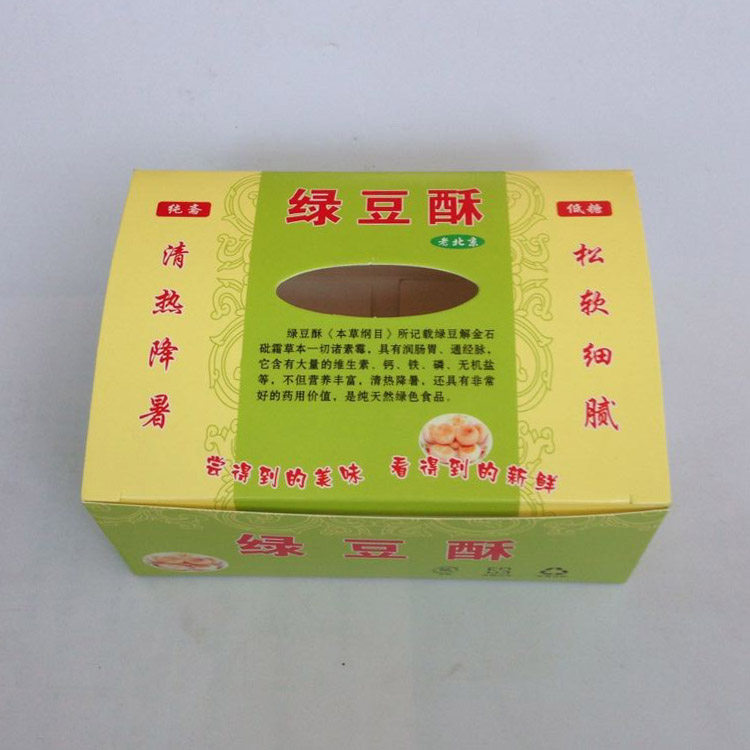 绿豆酥
纯斋
低糖
老北京
清热降暑
松软细腻
绿豆酥《本草纲目》所记载绿豆解金石
砒霜草本一切诸素霉，具有润肠胃、通经脉，
它含有大量的维生素、钙、铁、磷、无机盐
等，不但营养丰富，清热降暑，还具有非常
好的药用价值，是纯天然绿色食品。
尝得到的美味
看得到的新鲜
绿豆酥